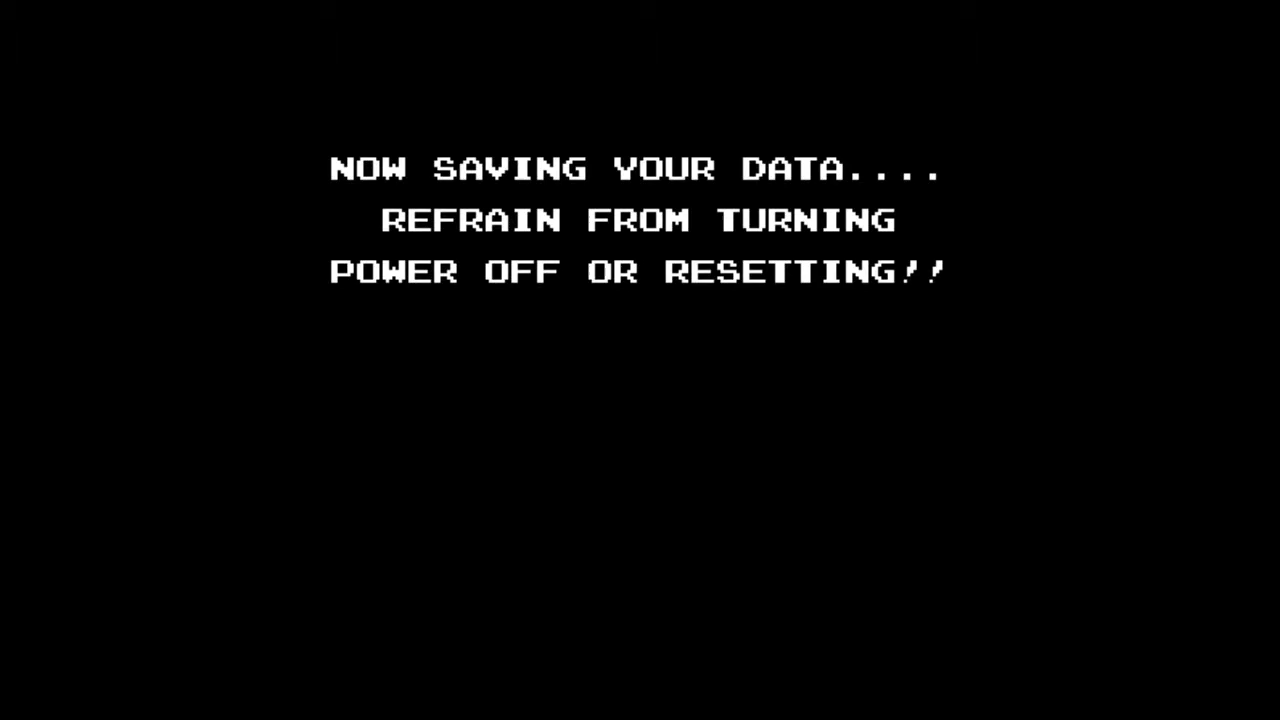 NOW SAVING YOUR DATA....
REFRAIN FROM TURNING
POWER OFF OR RESETTING!!